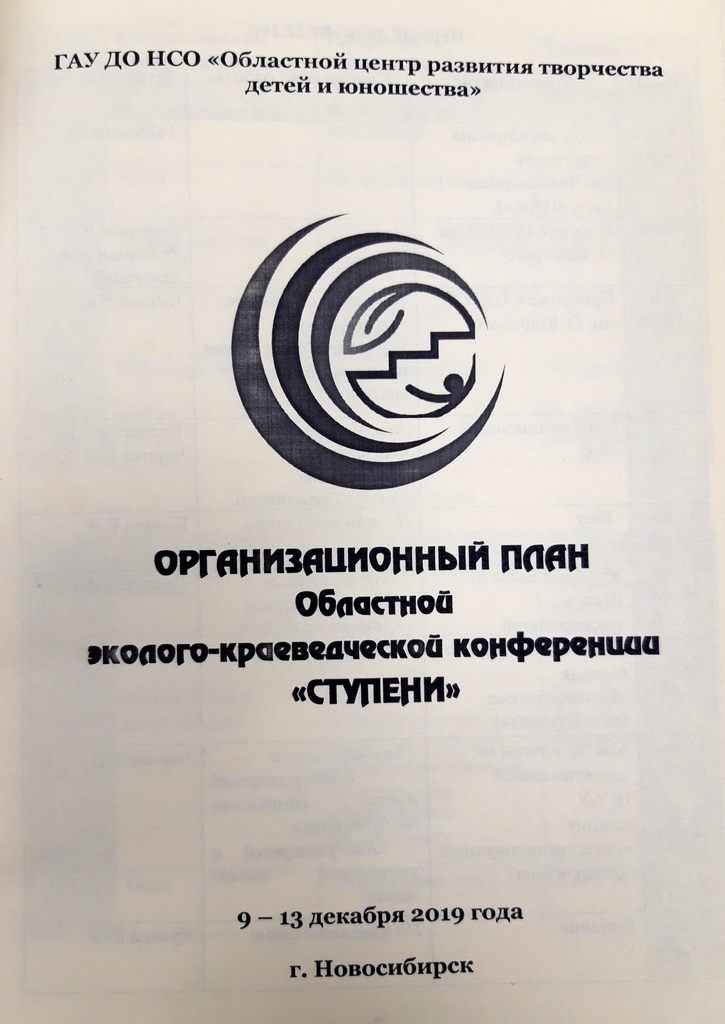 ГАУ ДО НСО «Областной центр развития творчества
детей и юношества»
ОРГАНИЗАЦИОННЫЙ ПЛАН
Областной
эколого-краеведческой конференции
«СТУПЕНИ»
9 – 13 декабря 2019 года
г. Новосибирск